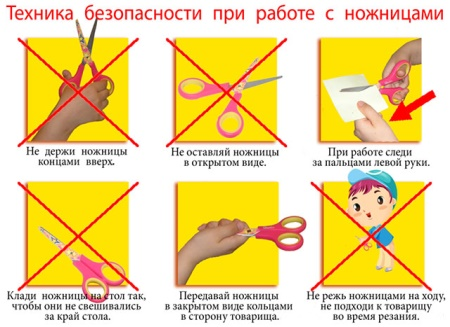 Техника безопасности при работе с ножницами
Не держи ножницы
концами вверх.
Не оставляй ножницы
в открытом виде.
При работе следи
за пальцами левой руки.
Клади ножницы на стол так,
чтобы они не свешивались
за край стола.
Передавай ножницы
в закрытом виде кольцами
в сторону товарища.
Не режь ножницами на ходу,
не подходи к товарищу
во время резания.